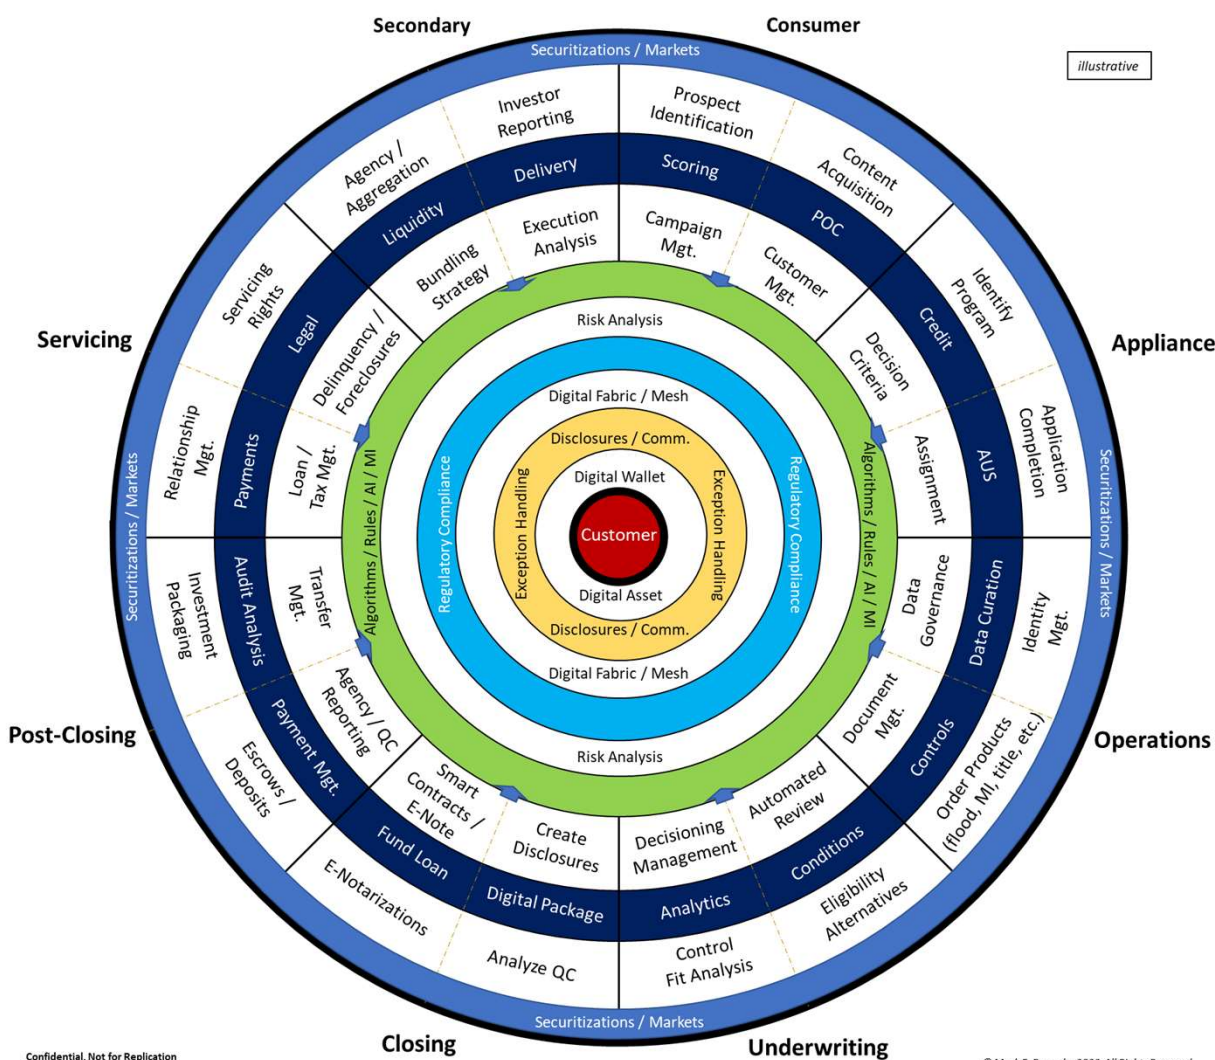 Secondary
Consumer
illustrative
Securitizations / Markets
Investor
Reporting
Prospect
Identification
Agency /
Aggregation
Content
Acquisition
Delivery
Scoring
Liquidity
POC
Execution
Analysis
Campaign
Mgt.
Bundling
Strategy
Customer
Mgt.
Servicing
Rights
Identify
Program
Legal
Credit
Servicing
Appliance
Delinquency /
Foreclosures
Decision
Criteria
Risk Analysis
Relationship
Mgt.
Application
Completion
Payments
AUS
Loan /
Tax Mgt.
Assignment
Securitizations / Markets
Securitizations / Markets
Algorithms / Rules / AI / MI
Algorithms / Rules / AI / MI
Digital Fabric / Mesh
Regulatory Compliance
Regulatory Compliance
Disclosures / Comm.
Exception Handling
Exception Handling
Digital Wallet
Customer
Digital Asset
Disclosures / Comm.
Digital Fabric / Mesh
Risk Analysis
Investment
Packaging
Audit Analysis
Transfer
Mgt.
Data
Governance
Data Curation
Identity
Mgt.
Post-Closing
Operations
Escrows /
Deposits
Payment Mgt.
Agency / QC
Reporting
Document
Mgt.
Controls
Order Products
(flood, MI, title, etc.)
Smart
Contracts /
E-Note
Create
Disclosures
Decisioning
Management
Automated
Review
Fund Loan
Digital Package
Analytics
Conditions
E-Notarizations
Analyze QC
Control
Fit Analysis
Eligibility
Alternatives
Securitizations / Markets
Closing
Underwriting
Confidential, Not for Replication